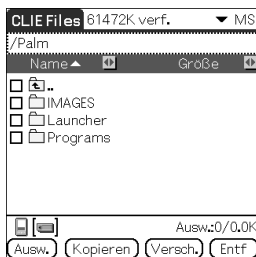 CLIE Files 61472K verf. MS
/Palm
Name Größe
..
IMAGES
Launcher
Programs
Ausw.:0/0.0K
Ausw. Kopieren Versch. Entf